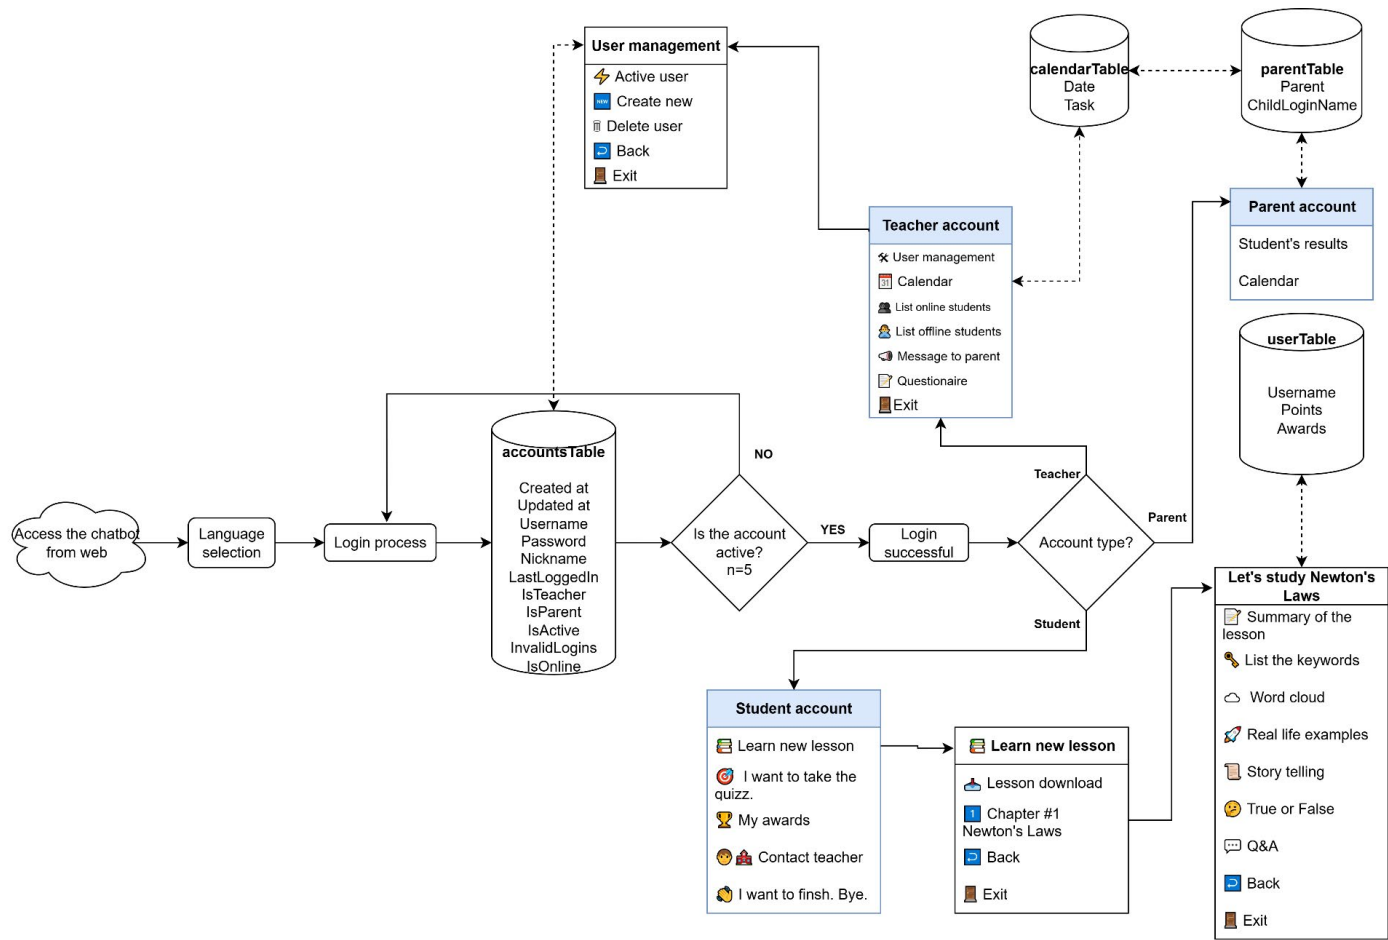 User management
Active user
NEW
Create new
Delete user
Back
Exit
calendarTable
Date
Task
parentTable
Parent
ChildLoginName
Parent account
Student's results
Calendar
Teacher account
User management
31
Calendar
List online students
List offline students
Message to parent
Questionaire
Exit
userTable
Username
Points
Awards
NO
accountsTable
Created at
Updated at
Username
Password
Nickname
LastLoggedIn
IsTeacher
IsParent
IsActive
InvalidLogins
IsOnline
Access the chatbot
from web
Language
selection
Login process
Is the account
active?
n=5
YES
Login
successful
Teacher
Account type?
Parent
Student
Student account
Learn new lesson
I want to take the
quizz.
My awards
Contact teacher
I want to finsh. Bye.
Learn new lesson
Lesson download
1
Chapter #1
Newton's Laws
Back
Exit
Let's study Newton's
Laws
Summary of the
lesson
List the keywords
Word cloud
Real life examples
Story telling
True or False
Q&A
Back
Exit